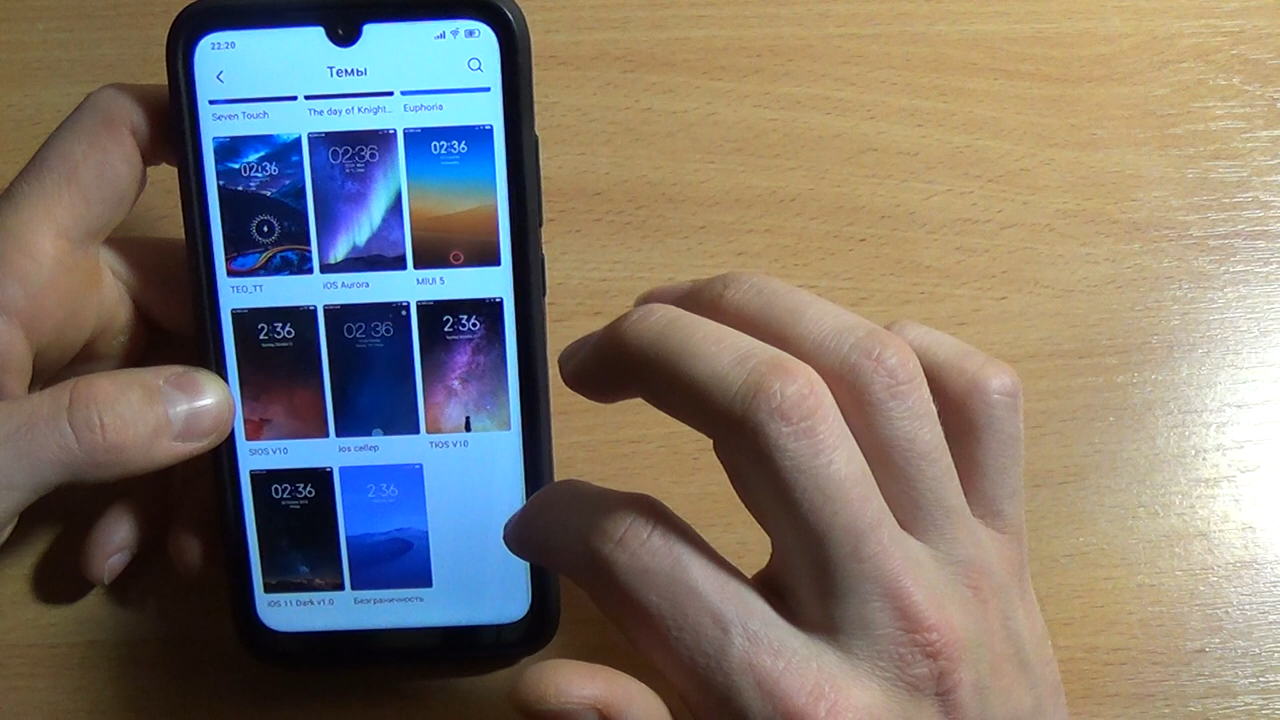 22:20
Темы
Seven Touch The day of Knight... Euphoria
02:36 02:36 02:36
TEO_TT iOS Aurora MIUI 5
2:36 02 36 2:36
SIOS V10 ios cellep TIOS V10
02:36 2 36
iOS 11 Dark v1.0 Безграничность